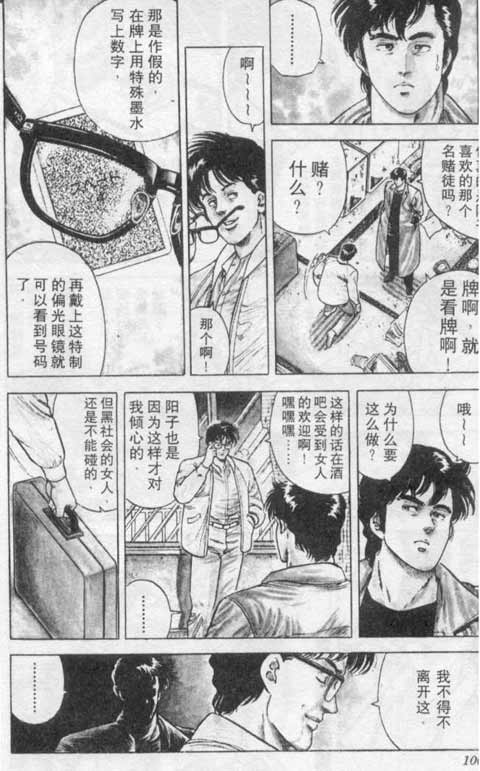 …………
喜欢的那个
名赌徒吗？
赌？
什么？
牌啊，就
是看牌啊！
啊～～～
那个啊！
那是作假的，
在牌上用特殊墨水
写上数字，
再戴上这特制
的偏光眼镜就
可以看到号码
了．
哦～～
为什么要
这么做？
这样的话在酒
吧会受到女人
的欢迎啊！
嘿嘿嘿……
阳子也是
因为这样才对
我倾心的．
……
但黑社会的女人，
还是不能碰的．
我不得不
离开这．
…………
…………